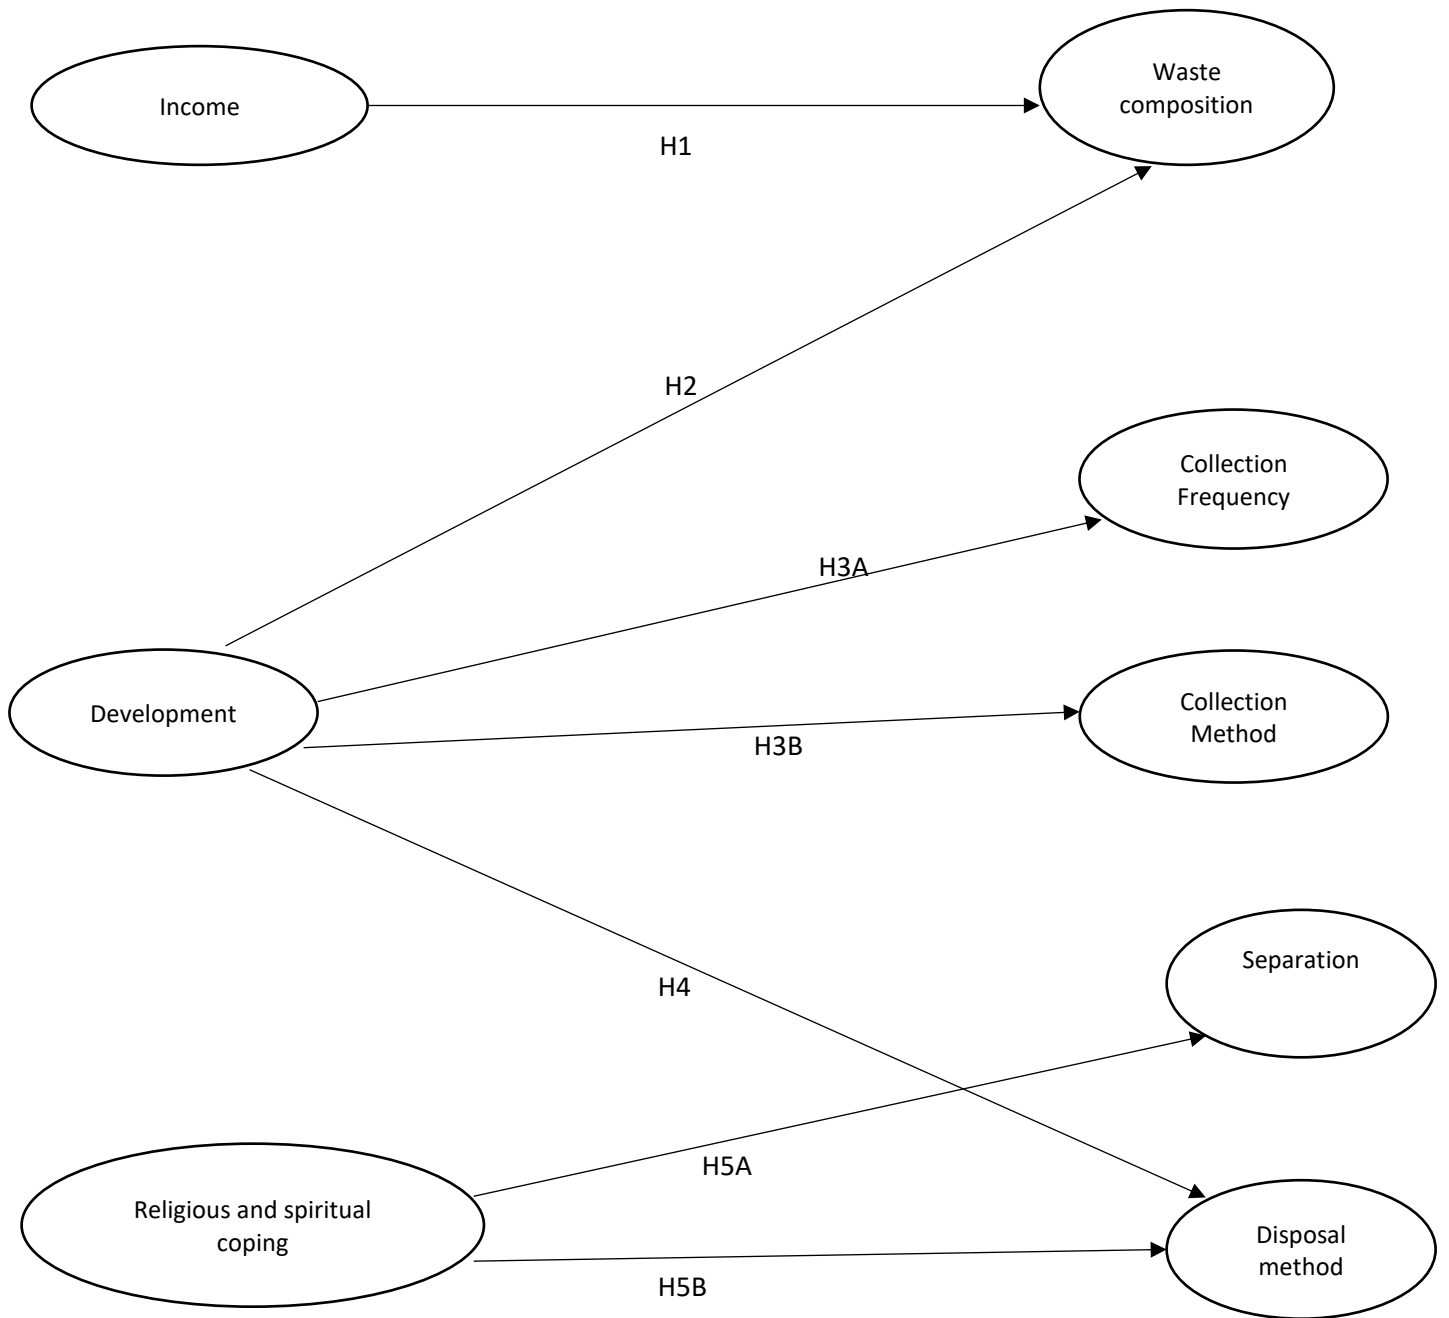 Income
Waste
composition
H1
H2
Collection
Frequency
H3A
Development
Collection
Method
H3B
Separation
H4
H5A
Religious and spiritual
coping
Disposal
method
H5B